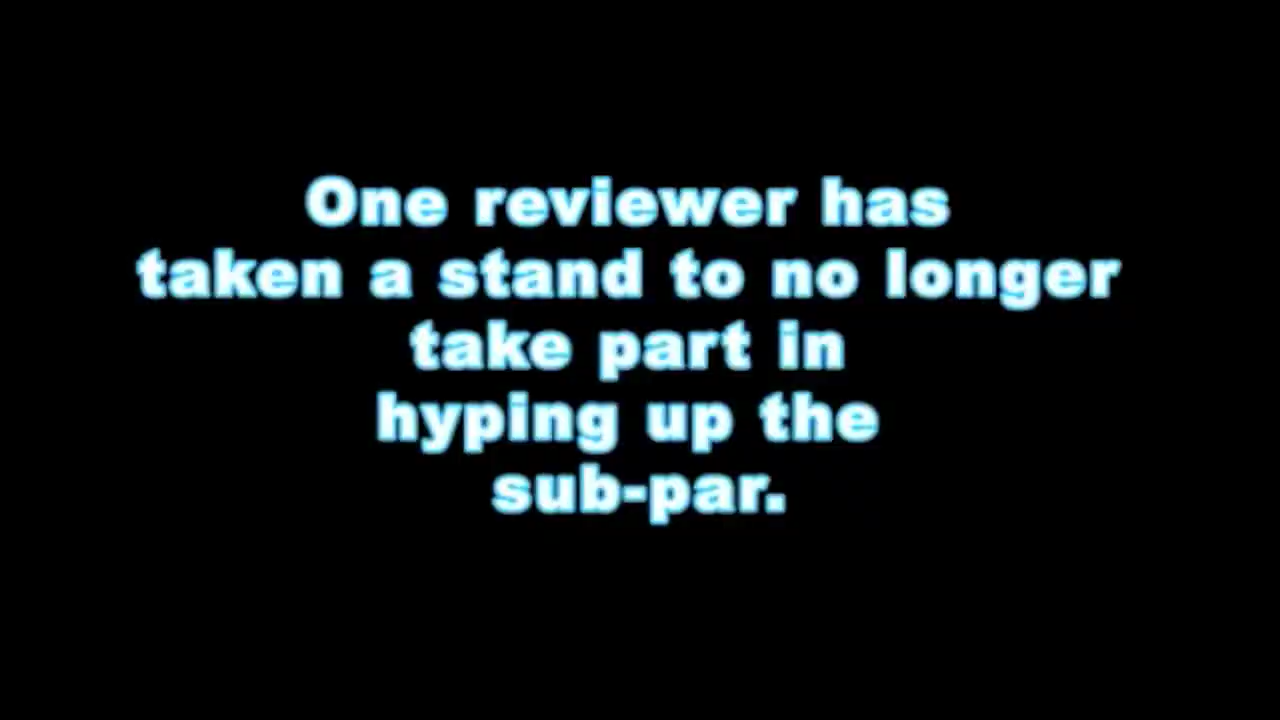 One reviewer has
taken a stand to no longer
take part in
hyping up the
sub-par.